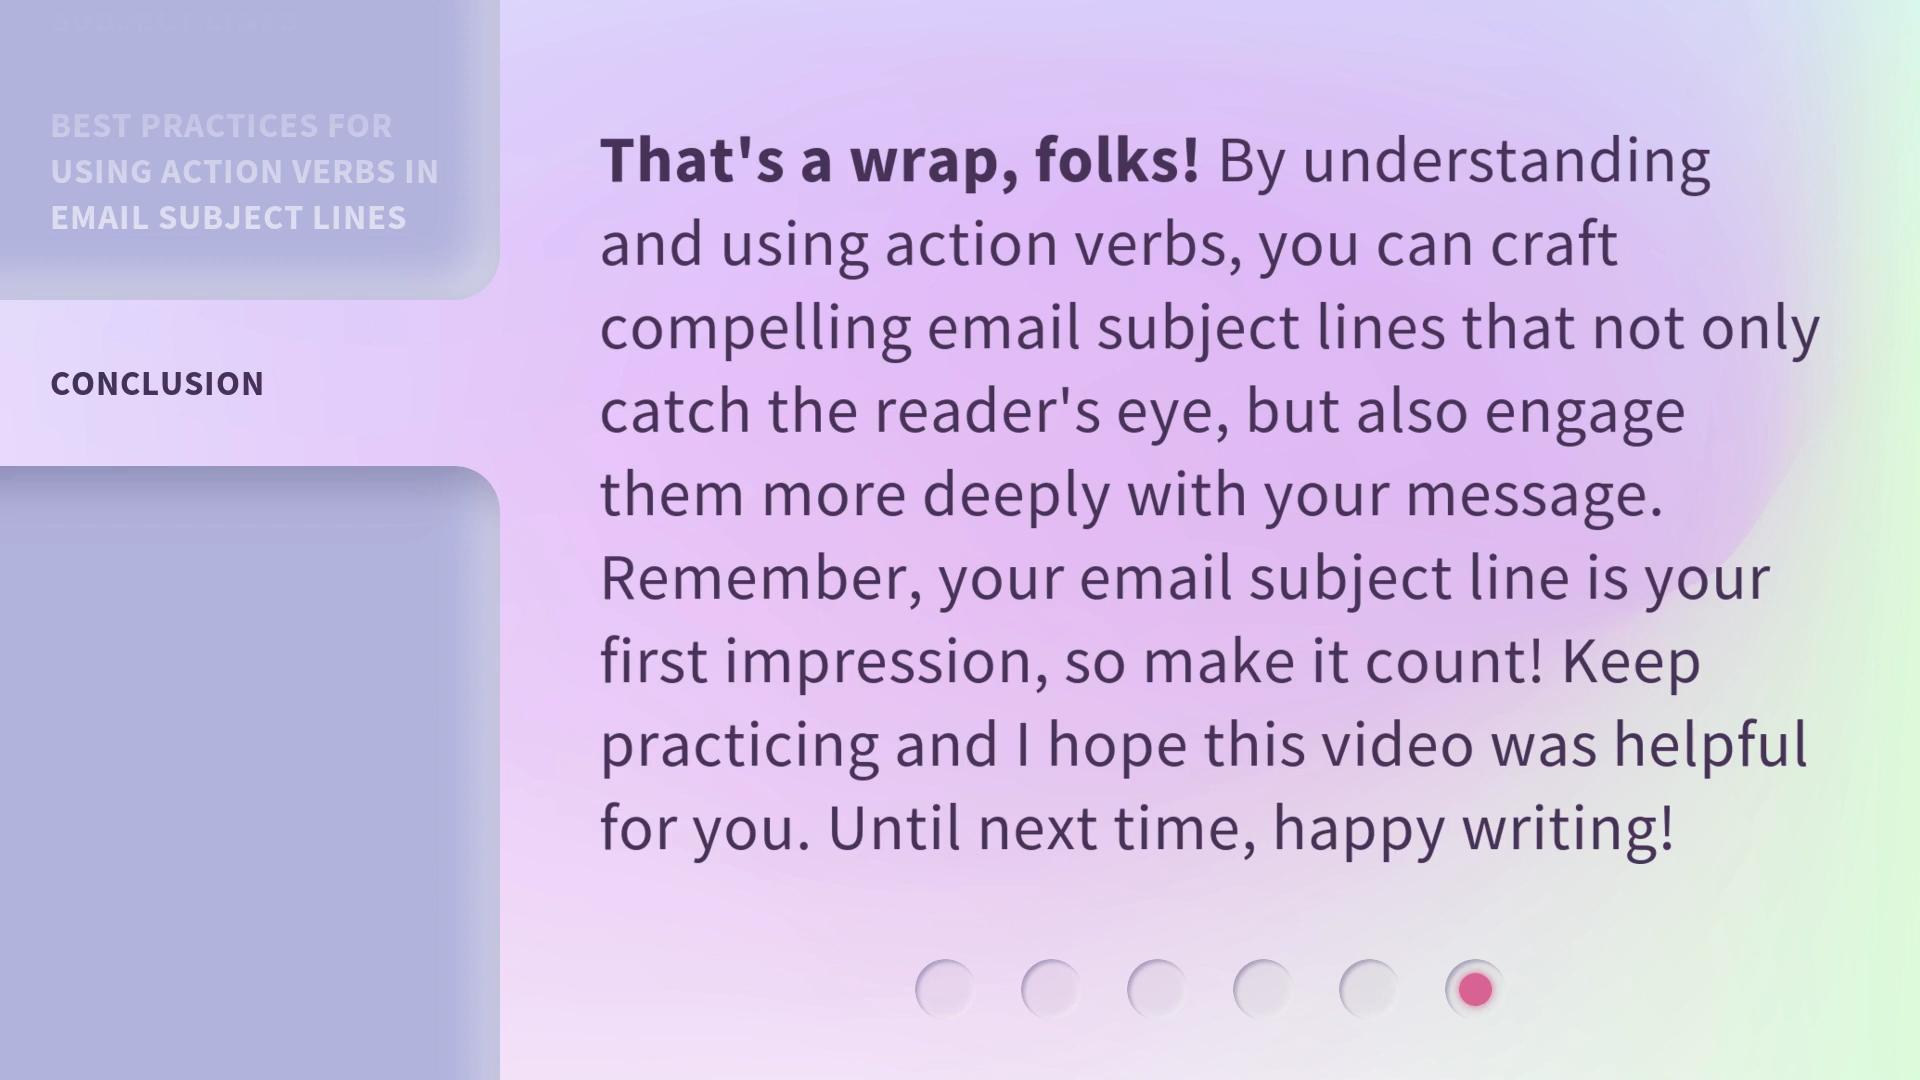 BEST PRACTICES FOR
USING ACTION VERBS IN
EMAIL SUBJECT LINES
CONCLUSION
That's a wrap, folks! By understanding
and using action verbs, you can craft
compelling email subject lines that not only
catch the reader's eye, but also engage
them more deeply with your message.
Remember, your email subject line is your
first impression, so make it count! Keep
practicing and I hope this video was helpful
for you. Until next time, happy writing!